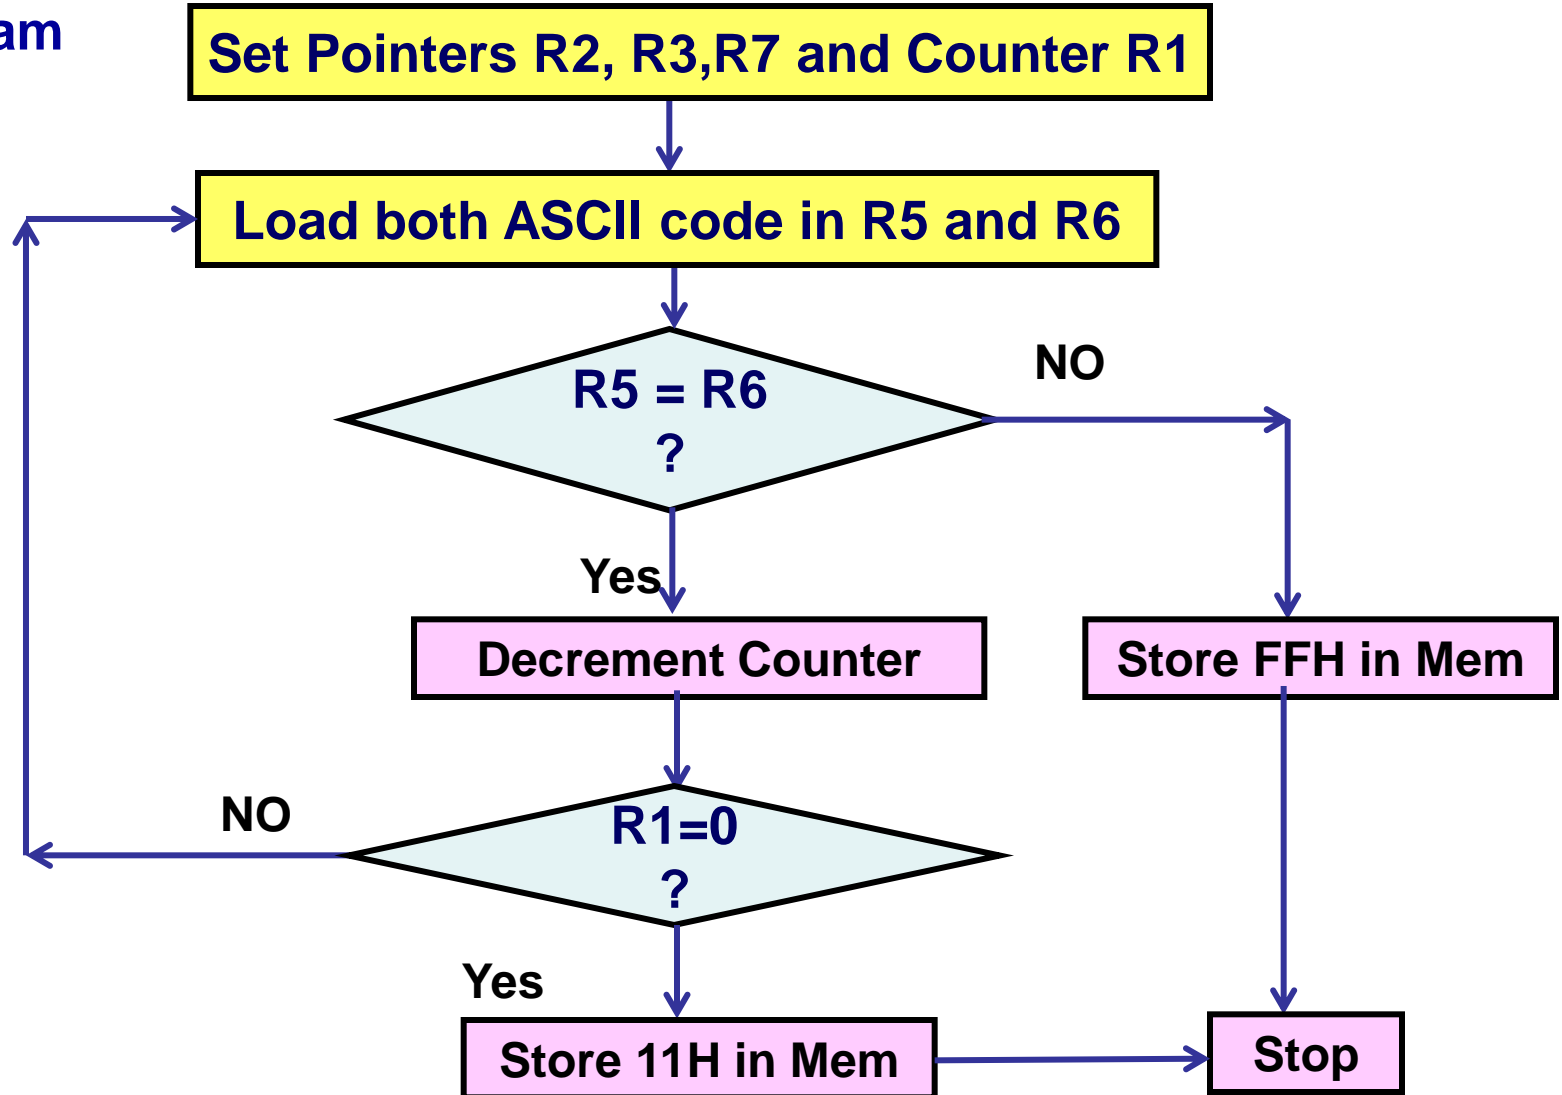 am
Set Pointers R2, R3,R7 and Counter R1
Load both ASCII code in R5 and R6
R5 = R6
?
NO
Yes
Decrement Counter
Store FFH in Mem
R1=0
?
NO
Yes
Store 11H in Mem
Stop